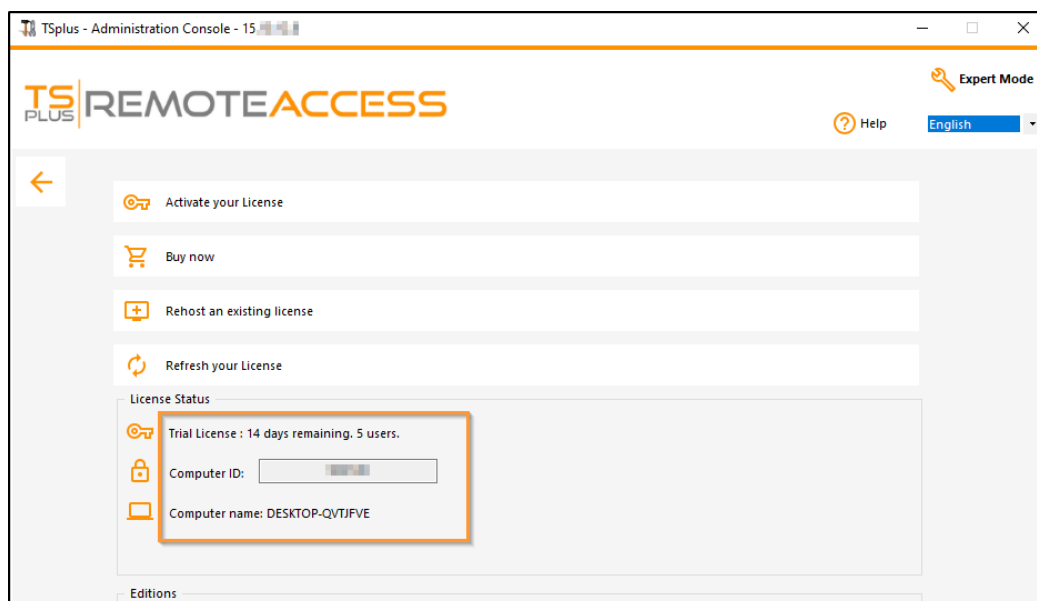 TSplus - Administration Console - 15.
Expert Mode
TS PLUS REMOTEACCESS
Help
English
Activate your License
Buy now
Rehost an existing license
Refresh your License
License Status
Trial License : 14 days remaining. 5 users.
Computer ID:
Computer name: DESKTOP-QVTJFVE
Editions